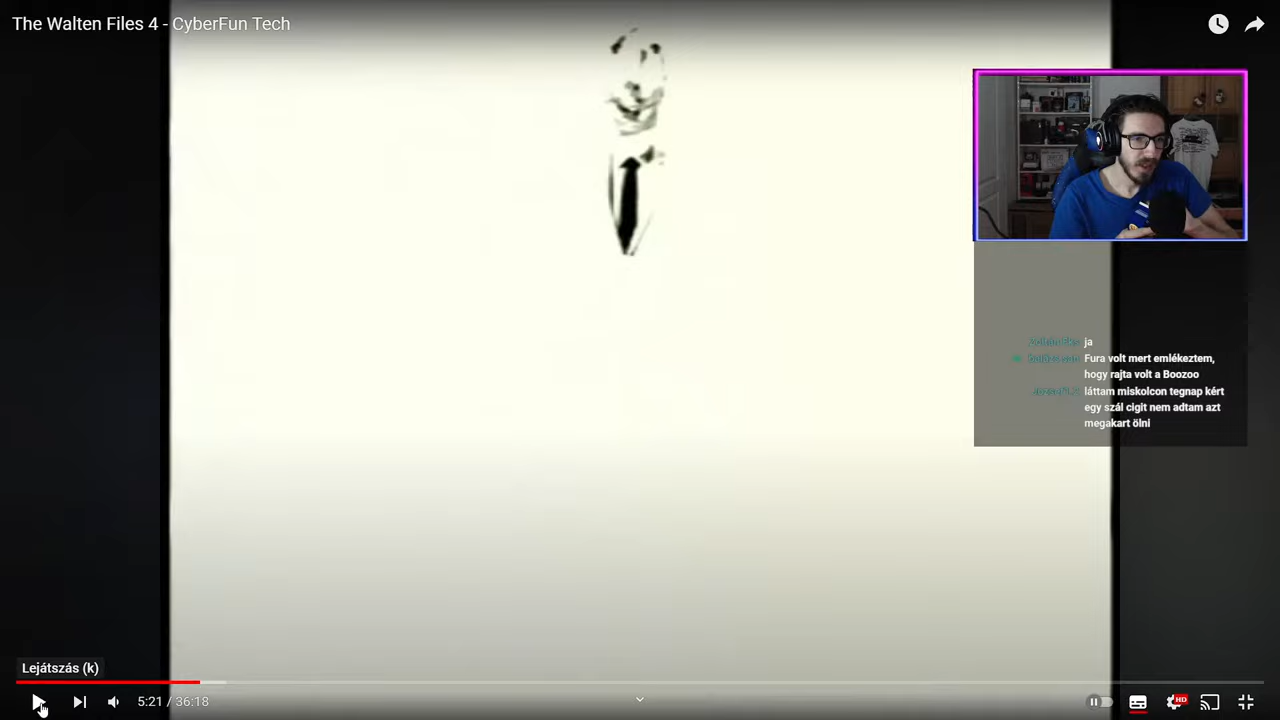 The Walten Files 4 - CyberFun Tech
ja
Fura volt mert emlékeztem,
hogy rajta volt a Boozoo
láttam miskolcon tegnap kért
egy szál cigit nem adtam azt
megakart ölni
Lejátszás (k)
5:21 / 36:18
HD